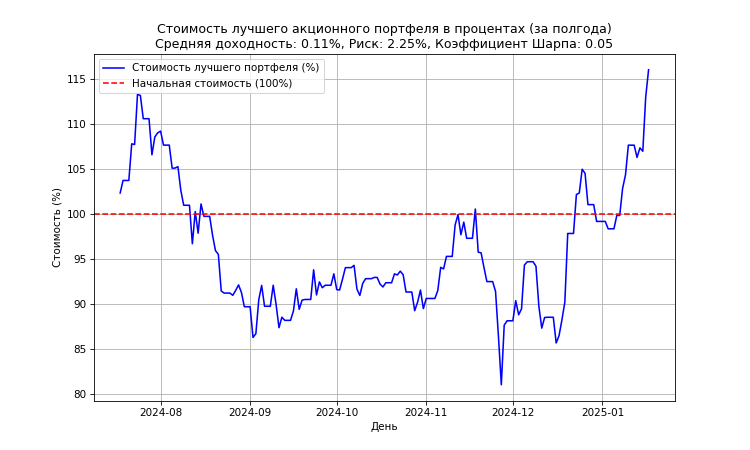 Стоимость лучшего акционного портфеля в процентах (за полгода)
Средняя доходность: 0.11%, Риск: 2.25%, Коэффициент Шарпа: 0.05
Стоимость лучшего портфеля (%)
Начальная стоимость (100%)
Стоимость (%)
115
110
105
100
95
90
85
80
2024-08
2024-09
2024-10
2024-11
2024-12
2025-01
День